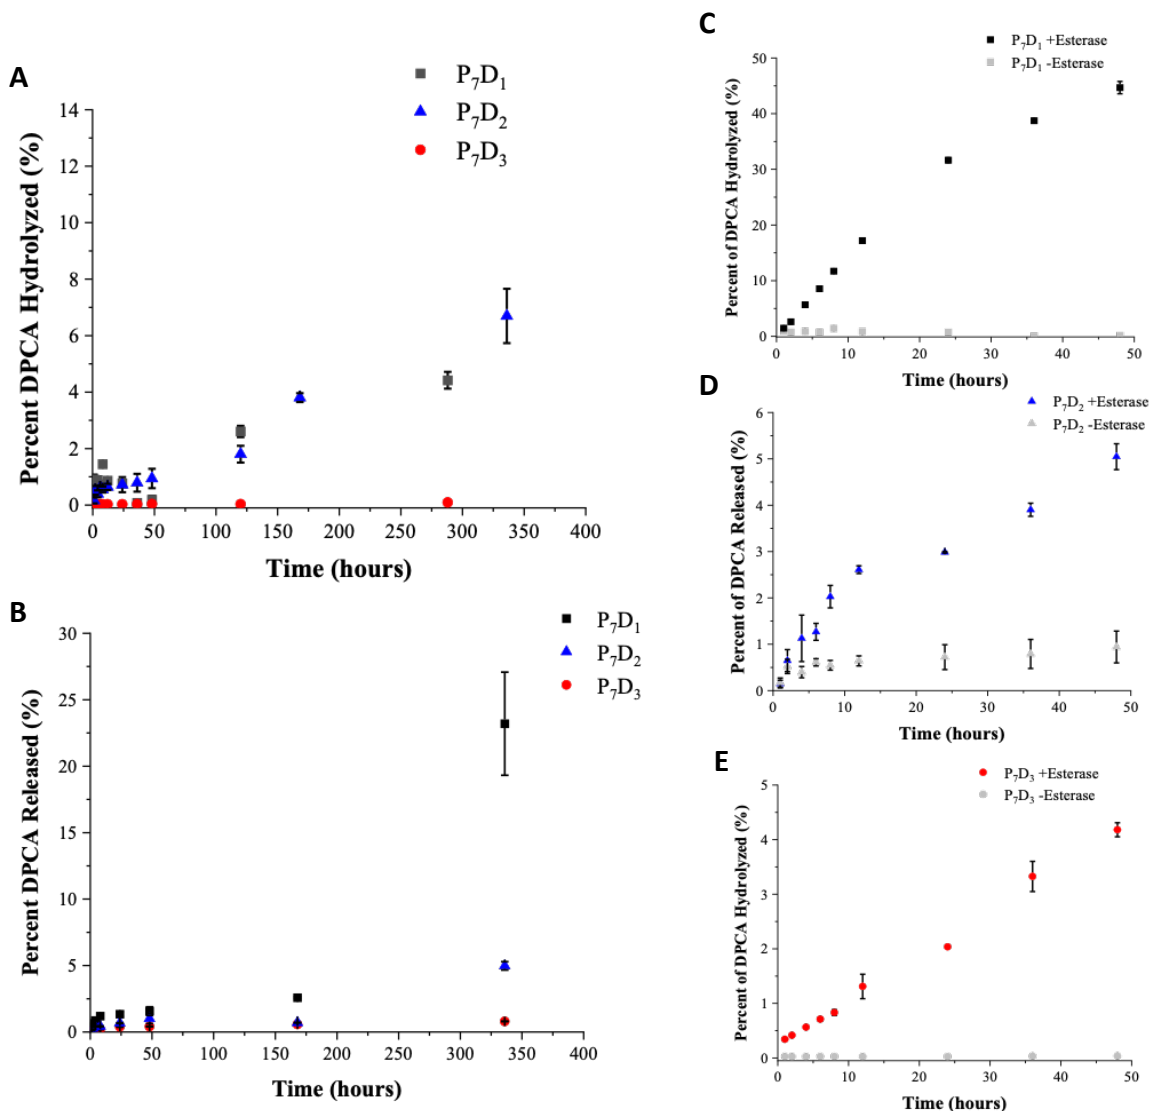 A
P7D1
P7D2
P7D3
Percent DPCA Hydrolyzed (%)
14
12
10
8
6
4
2
0
0 50 100 150 200 250 300 350 400
Time (hours)
B
P7D1
P7D2
P7D3
Percent DPCA Released (%)
30
25
20
15
10
5
0
0 50 100 150 200 250 300 350 400
Time (hours)
C
P7D1 +Esterase
P7D1 -Esterase
Percent of DPCA Hydrolyzed (%)
50
40
30
20
10
0
0 10 20 30 40 50
Time (hours)
D
P7D2 +Esterase
P7D2 -Esterase
Percent of DPCA Released (%)
6
5
4
3
2
1
0
0 10 20 30 40 50
Time (hours)
E
P7D3 +Esterase
P7D3 -Esterase
Percent of DPCA Hydrolyzed (%)
5
4
3
2
1
0
0 10 20 30 40 50
Time (hours)